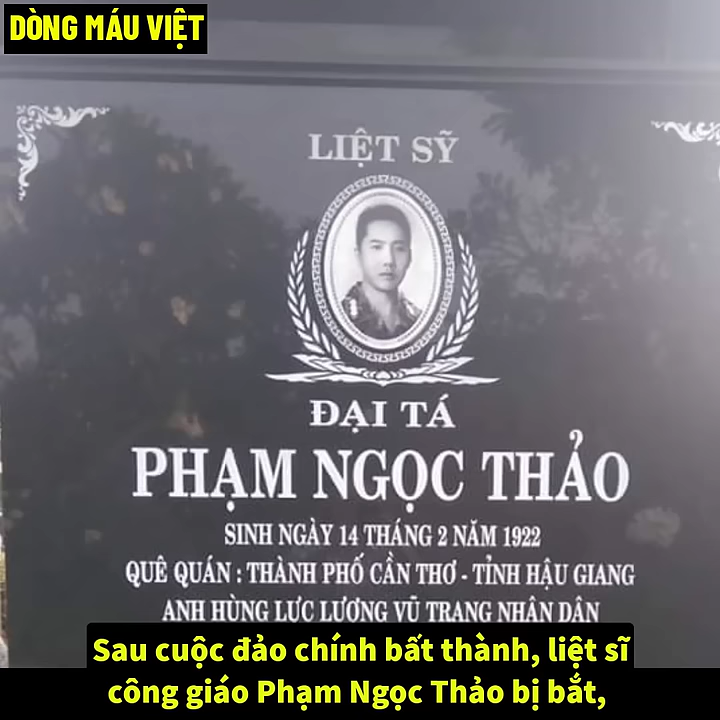 DÒNG MÁU VIỆT
LIỆT SỸ
ĐẠI TÁ
PHẠM NGỌC THẢO
SINH NGÀY 14 THÁNG 2 NĂM 1922
QUÊ QUÁN : THÀNH PHỐ CẦN THƠ - TỈNH HẬU GIANG
ANH HÙNG LỰC LƯỢNG VŨ TRANG NHÂN DÂN
Sau cuộc đảo chính bất thành, liệt sĩ
công giáo Phạm Ngọc Thảo bị bắt,